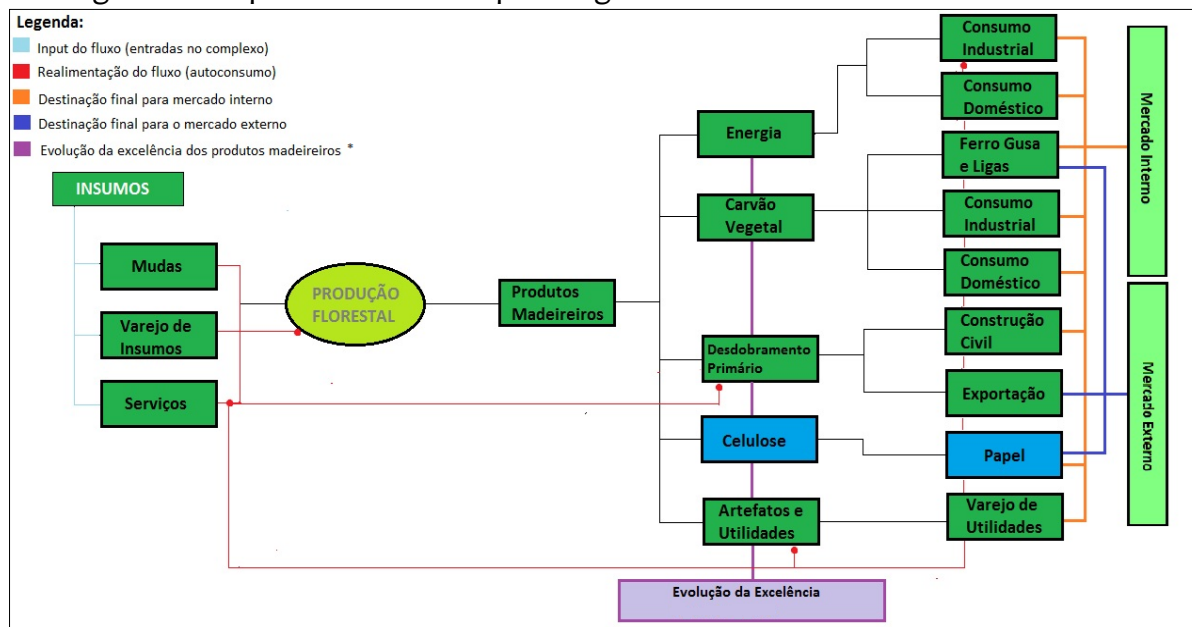 Legenda:
Input do fluxo (entradas no complexo)
Realimentação do fluxo (autoconsumo)
Destinação final para mercado interno
Destinação final para o mercado externo
Evolução da excelência dos produtos madeireiros *
INSUMOS
Mudas
Varejo de
Insumos
Serviços
PRODUÇÃO
FLORESTAL
Produtos
Madeireiros
Energia
Carvão
Vegetal
Desdobramento
Primário
Celulose
Artefatos e
Utilidades
Evolução da Excelência
Consumo
Industrial
Consumo
Doméstico
Ferro Gusa
e Ligas
Consumo
Industrial
Consumo
Doméstico
Construção
Civil
Exportação
Papel
Varejo de
Utilidades
Mercado Interno
Mercado Externo